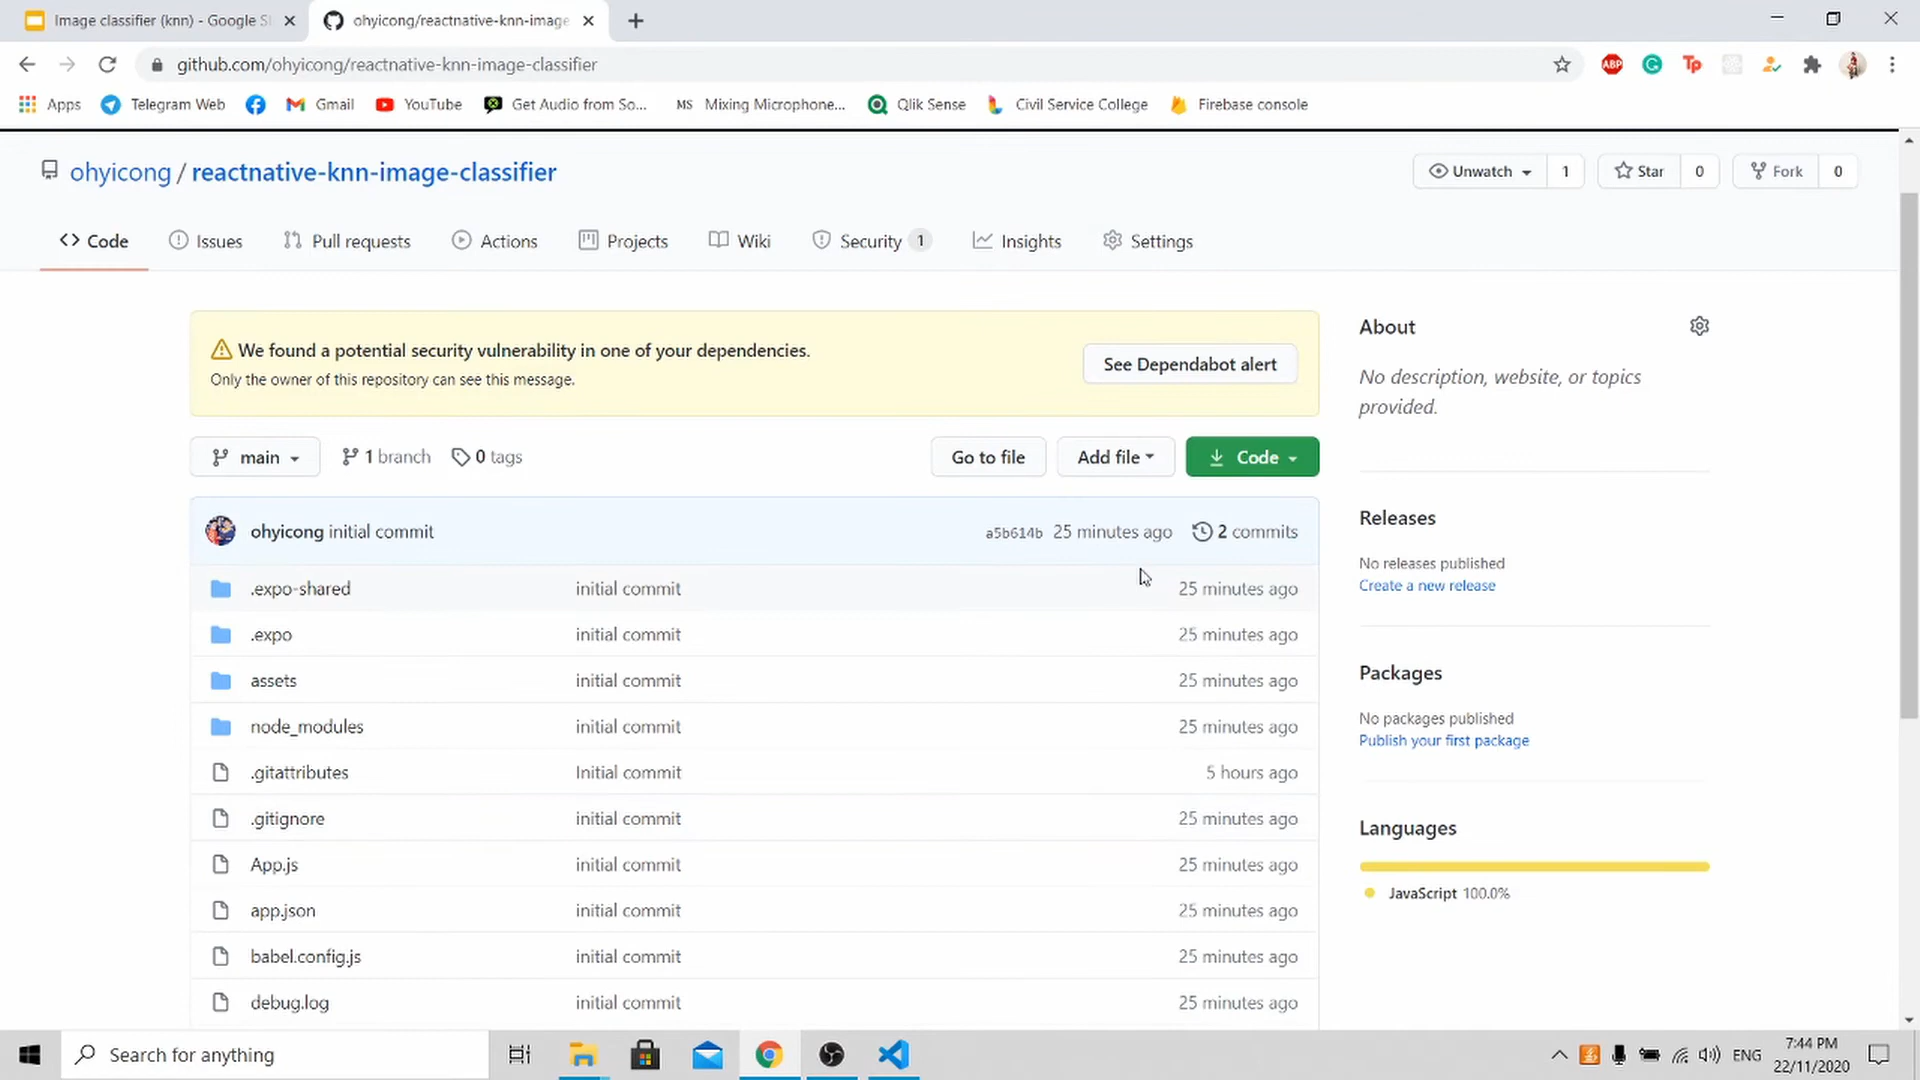 Image classifier (knn) - Google Sl
ohyicong/reactnative-knn-image
github.com/ohyicong/reactnative-knn-image-classifier
ABP
Apps
Telegram Web
Gmail
YouTube
Get Audio from So...
MS Mixing Microphone...
Qlik Sense
Civil Service College
Firebase console
ohyicong / reactnative-knn-image-classifier
Unwatch 1
Star 0
Fork 0
Code
Issues
Pull requests
Actions
Projects
Wiki
Security 1
Insights
Settings
We found a potential security vulnerability in one of your dependencies.
Only the owner of this repository can see this message.
See Dependabot alert
main
1 branch
0 tags
Go to file
Add file
Code
ohyicong initial commit a5b614b 25 minutes ago 2 commits
.expo-shared initial commit 25 minutes ago
.expo initial commit 25 minutes ago
assets initial commit 25 minutes ago
node_modules initial commit 25 minutes ago
.gitattributes Initial commit 5 hours ago
.gitignore initial commit 25 minutes ago
App.js initial commit 25 minutes ago
app.json initial commit 25 minutes ago
babel.config.js initial commit 25 minutes ago
debug.log initial commit 25 minutes ago
About
No description, website, or topics
provided.
Releases
No releases published
Create a new release
Packages
No packages published
Publish your first package
Languages
JavaScript 100.0%
Search for anything
ENG
7:44 PM
22/11/2020